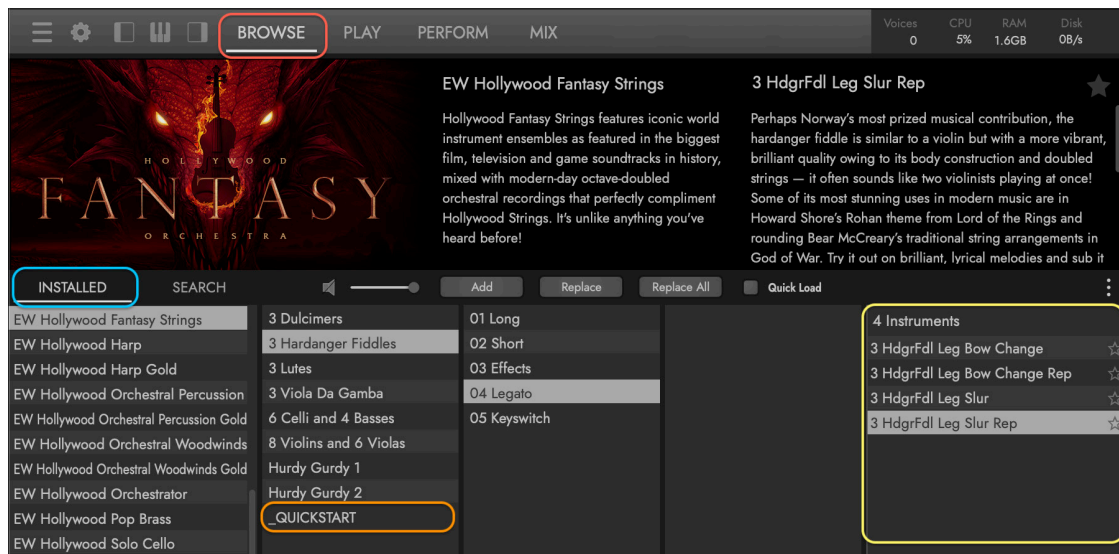 BROWSE PLAY PERFORM MIX
Voices CPU RAM Disk
0 5% 1.6GB 0B/s
HOLLYWOOD
FANTASY
ORCHESTRA
EW Hollywood Fantasy Strings
Hollywood Fantasy Strings features iconic world
instrument ensembles as featured in the biggest
film, television and game soundtracks in history,
mixed with modern-day octave-doubled
orchestral recordings that perfectly compliment
Hollywood Strings. It's unlike anything you've
heard before!
3 HdgrFdl Leg Slur Rep
Perhaps Norway's most prized musical contribution, the
hardanger fiddle is similar to a violin but with a more vibrant,
brilliant quality owing to its body construction and doubled
strings — it often sounds like two violinists playing at once!
Some of its most stunning uses in modern music are in
Howard Shore's Rohan theme from Lord of the Rings and
rounding Bear McCreary's traditional string arrangements in
God of War. Try it out on brilliant, lyrical melodies and sub it
INSTALLED SEARCH Add Replace Replace All Quick Load
EW Hollywood Fantasy Strings
EW Hollywood Harp
EW Hollywood Harp Gold
EW Hollywood Orchestral Percussion
EW Hollywood Orchestral Percussion Gold
EW Hollywood Orchestral Woodwinds
EW Hollywood Orchestral Woodwinds Gold
EW Hollywood Orchestrator
EW Hollywood Pop Brass
EW Hollywood Solo Cello
3 Dulcimers
3 Hardanger Fiddles
3 Lutes
3 Viola Da Gamba
6 Celli and 4 Basses
8 Violins and 6 Violas
Hurdy Gurdy 1
Hurdy Gurdy 2
_QUICKSTART
01 Long
02 Short
03 Effects
04 Legato
05 Keyswitch
4 Instruments
3 HdgrFdl Leg Bow Change
3 HdgrFdl Leg Bow Change Rep
3 HdgrFdl Leg Slur
3 HdgrFdl Leg Slur Rep